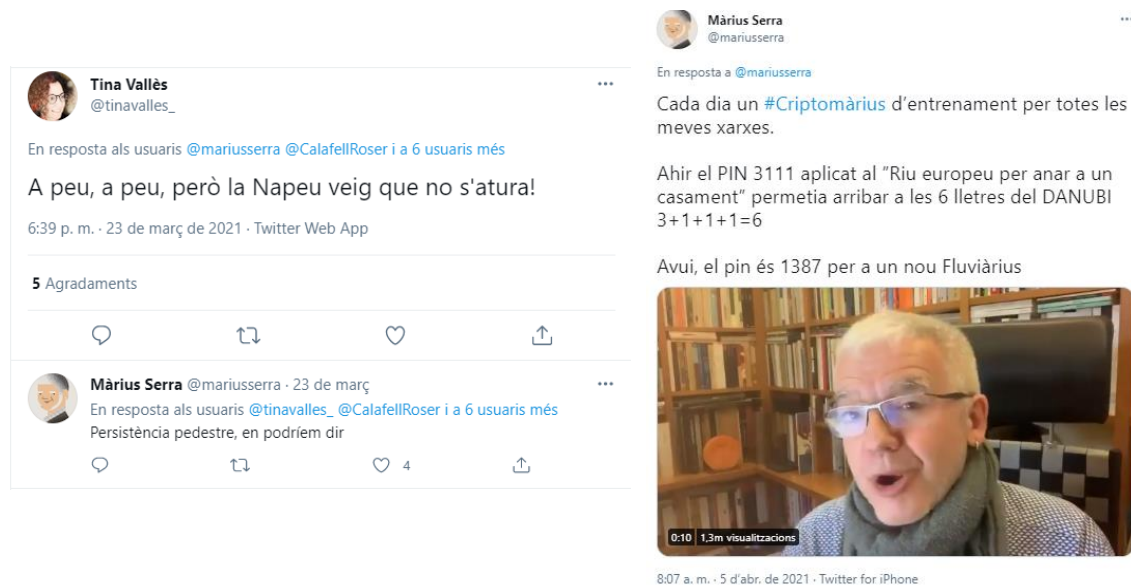 Tina Vallès
@tinavalles_
En resposta als usuaris @mariusserra @CalafellRoser i a 6 usuaris més
A peu, a peu, però la Napeu veig que no s'atura!
6:39 p. m. · 23 de març de 2021 · Twitter Web App
5 Agradaments
Màrius Serra @mariusserra · 23 de març
En resposta als usuaris @tinavalles_ @CalafellRoser i a 6 usuaris més
Persistència pedestre, en podríem dir
4
Màrius Serra
@mariusserra
En resposta a @mariusserra
Cada dia un #Criptomàrius d’entrenament per totes les
meves xarxes.
Ahir el PIN 3111 aplicat al “Riu europeu per anar a un
casament” permetia arribar a les 6 lletres del DANUBI
3+1+1+1=6
Avui, el pin és 1387 per a un nou Fluviàrius
0:10 1,3m visualitzacions
8:07 a. m. · 5 d’abr. de 2021 · Twitter for iPhone